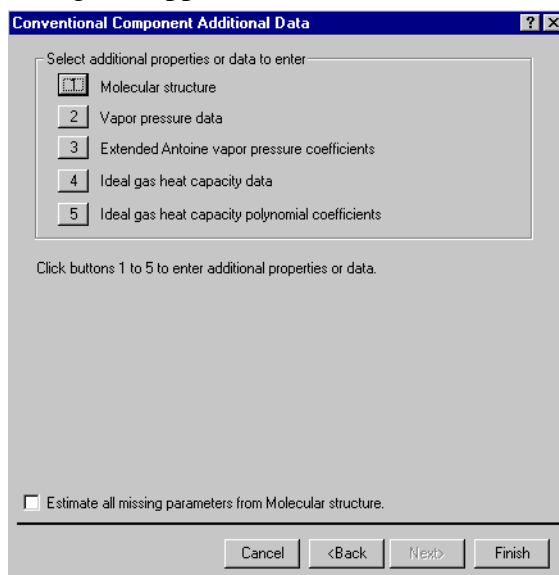 Conventional Component Additional Data
Select additional properties or data to enter
1 Molecular structure
2 Vapor pressure data
3 Extended Antoine vapor pressure coefficients
4 Ideal gas heat capacity data
5 Ideal gas heat capacity polynomial coefficients
Click buttons 1 to 5 to enter additional properties or data.
Estimate all missing parameters from Molecular structure.
Cancel <Back Next> Finish